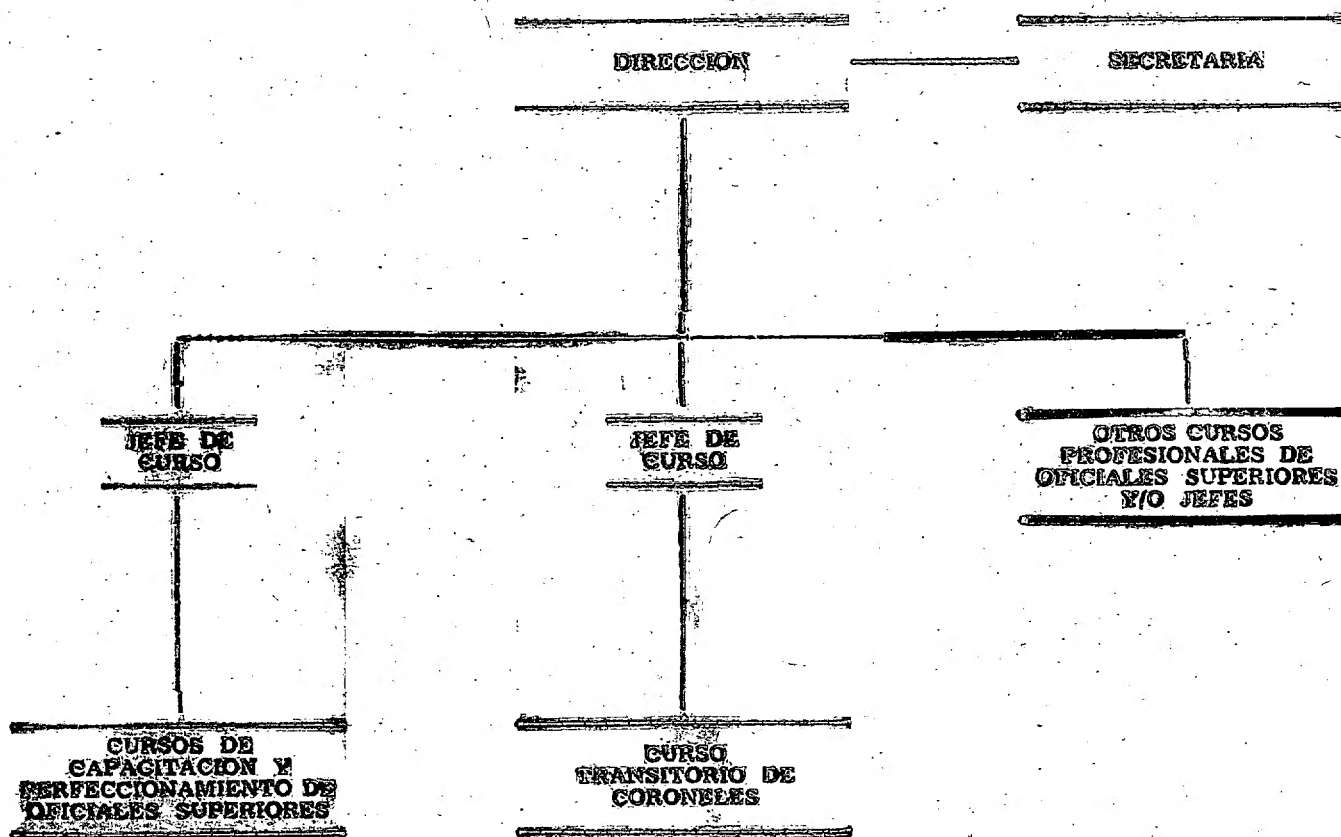 DIRECCION
SECRETARIA
JEFE DE
CURSO
JEFE DE
CURSO
OTROS CURSOS
PROFESIONALES DE
OFICIALES SUPERIORES
Y/O JEFES
CURSOS DE
CAPACITACION Y
PERFECCIONAMIENTO DE
OFICIALES SUPERIORES
CURSO
TRANSITORIO DE
CORONELES